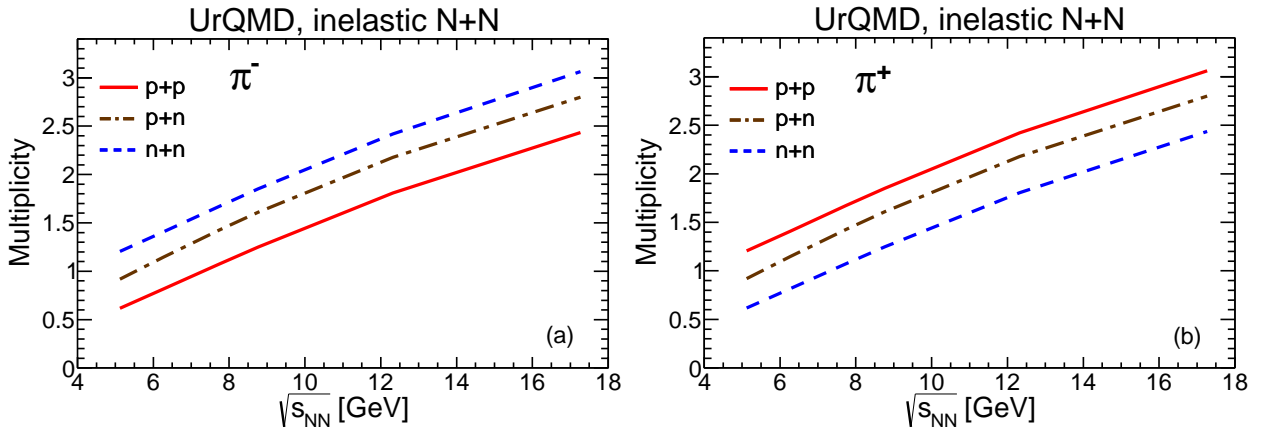 UrQMD, inelastic N+N
π-
p+p
p+n
n+n
Multiplicity
3
2.5
2
1.5
1
0.5
0
(a)
4 6 8 10 12 14 16 18
√sNN [GeV]
UrQMD, inelastic N+N
π+
p+p
p+n
n+n
Multiplicity
3
2.5
2
1.5
1
0.5
0
(b)
4 6 8 10 12 14 16 18
√sNN [GeV]